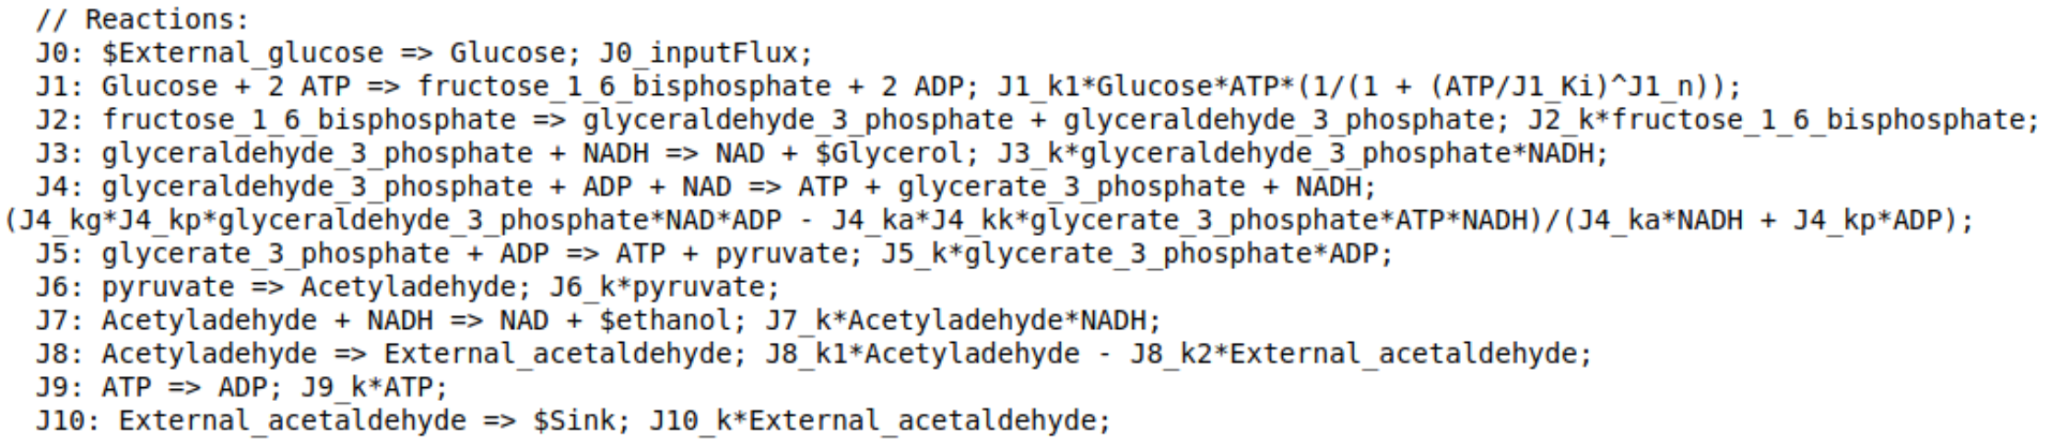 // Reactions:
J0: $External_glucose => Glucose; J0_inputFlux;
J1: Glucose + 2 ATP => fructose_1_6_bisphosphate + 2 ADP; J1_k1*Glucose*ATP*(1/(1 + (ATP/J1_Ki)^J1_n));
J2: fructose_1_6_bisphosphate => glyceraldehyde_3_phosphate + glyceraldehyde_3_phosphate; J2_k*fructose_1_6_bisphosphate;
J3: glyceraldehyde_3_phosphate + NADH => NAD + $Glycerol; J3_k*glyceraldehyde_3_phosphate*NADH;
J4: glyceraldehyde_3_phosphate + ADP + NAD => ATP + glycerate_3_phosphate + NADH;
(J4_kg*J4_kp*glyceraldehyde_3_phosphate*NAD*ADP - J4_ka*J4_kk*glycerate_3_phosphate*ATP*NADH)/(J4_ka*NADH + J4_kp*ADP);
J5: glycerate_3_phosphate + ADP => ATP + pyruvate; J5_k*glycerate_3_phosphate*ADP;
J6: pyruvate => Acetyladehyde; J6_k*pyruvate;
J7: Acetyladehyde + NADH => NAD + $ethanol; J7_k*Acetyladehyde*NADH;
J8: Acetyladehyde => External_acetaldehyde; J8_k1*Acetyladehyde - J8_k2*External_acetaldehyde;
J9: ATP => ADP; J9_k*ATP;
J10: External_acetaldehyde => $Sink; J10_k*External_acetaldehyde;